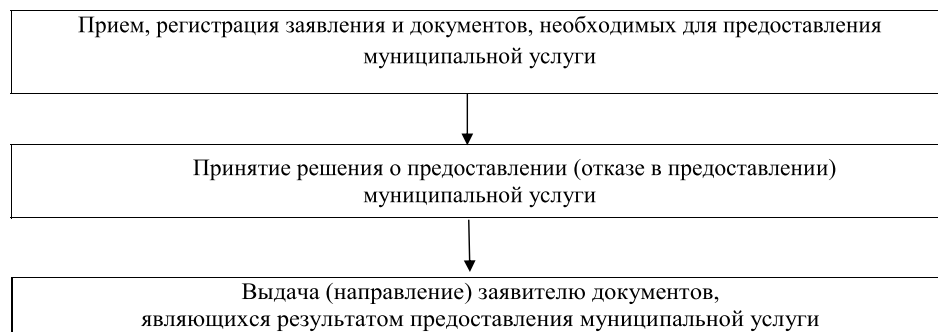 Прием, регистрация заявления и документов, необходимых для предоставления
муниципальной услуги
Принятие решения о предоставлении (отказе в предоставлении)
муниципальной услуги
Выдача (направление) заявителю документов,
являющихся результатом предоставления муниципальной услуги